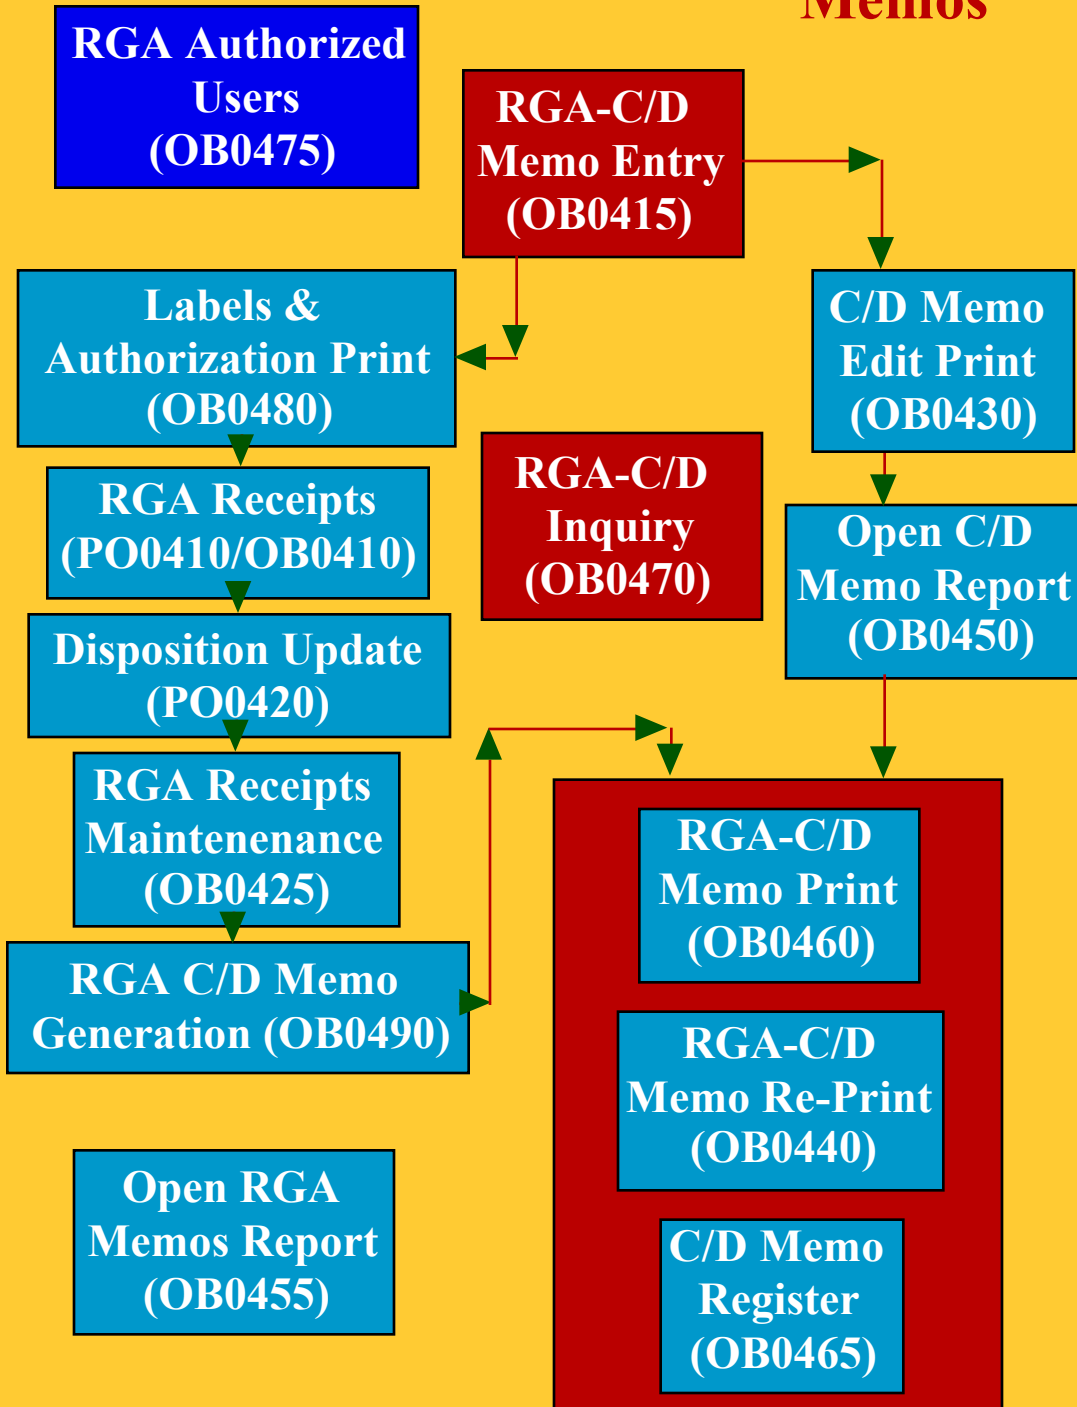 Memos
RGA Authorized
Users
(OB0475)
RGA-C/D
Memo Entry
(OB0415)
Labels &
Authorization Print
(OB0480)
C/D Memo
Edit Print
(OB0430)
RGA Receipts
(PO0410/OB0410)
RGA-C/D
Inquiry
(OB0470)
Open C/D
Memo Report
(OB0450)
Disposition Update
(PO0420)
RGA Receipts
Maintenenance
(OB0425)
RGA C/D Memo
Generation (OB0490)
RGA-C/D
Memo Print
(OB0460)
RGA-C/D
Memo Re-Print
(OB0440)
Open RGA
Memos Report
(OB0455)
C/D Memo
Register
(OB0465)